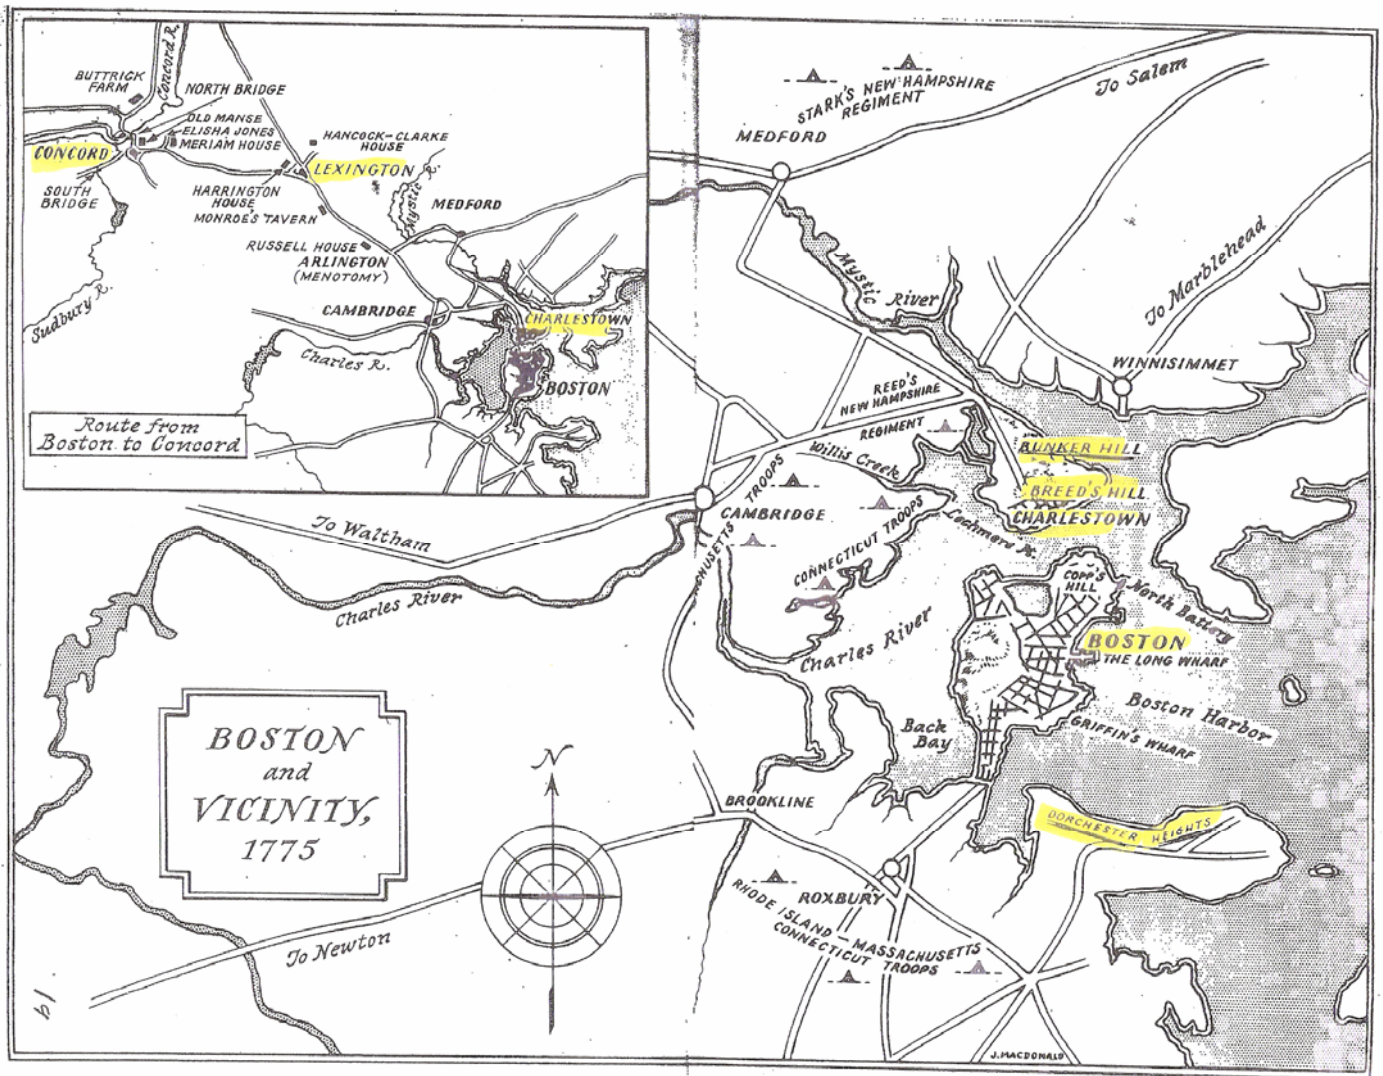 Concord R.
BUTTRICK
FARM
NORTH BRIDGE
OLD MANSE
ELISHA JONES
MERIAM HOUSE
HANCOCK-CLARKE
HOUSE
CONCORD
LEXINGTON
SOUTH
BRIDGE
HARRINGTON
HOUSE
MONROE'S TAVERN
Mystic R.
MEDFORD
RUSSELL HOUSE
ARLINGTON
(MENOTOMY)
Sudbury R.
CAMBRIDGE
CHARLESTOWN
Charles R.
BOSTON
Route from
Boston to Concord
STARK'S NEW HAMPSHIRE
REGIMENT
To Salem
MEDFORD
Mystic
River
To Marblehead
WINNISIMMET
REED'S
NEW HAMPSHIRE
REGIMENT
BUNKER HILL
Willis Creek
BREED'S HILL
CHARLESTOWN
TROOPS
CAMBRIDGE
CONNECTICUT TROOPS
Lechmere Pt.
To Waltham
ACHUSETTS
COPP'S
HILL
North Battery
Charles River
Charles River
BOSTON
THE LONG WHARF
Boston Harbor
Back
Bay
GRIFFIN'S WHARF
BOSTON
and
VICINITY,
1775
N
BROOKLINE
DORCHESTER HEIGHTS
ROXBURY
RHODE ISLAND - MASSACHUSETTS
CONNECTICUT TROOPS
To Newton
19
J. MACDONALD